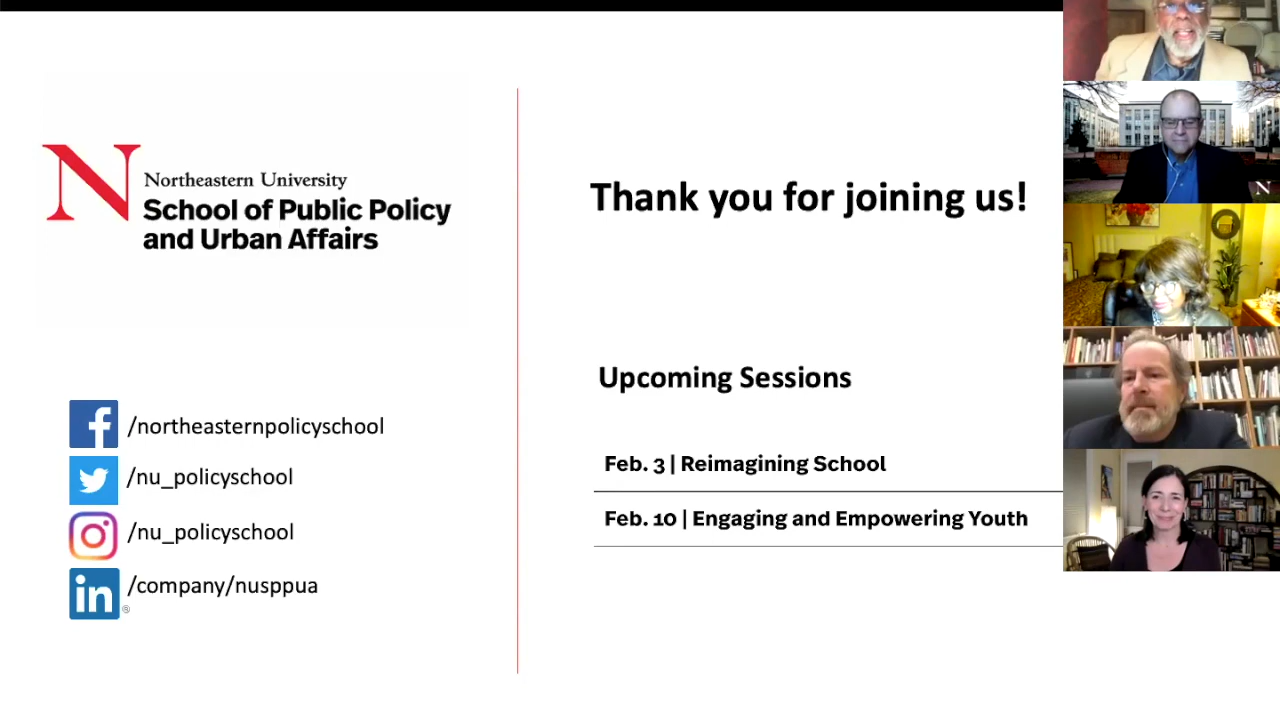 Northeastern University
School of Public Policy
and Urban Affairs
/northeasternpolicyschool
/nu_policyschool
/nu_policyschool
in
/company/nusppua
Thank you for joining us!
Upcoming Sessions
Feb. 3 | Reimagining School
Feb. 10 | Engaging and Empowering Youth
N